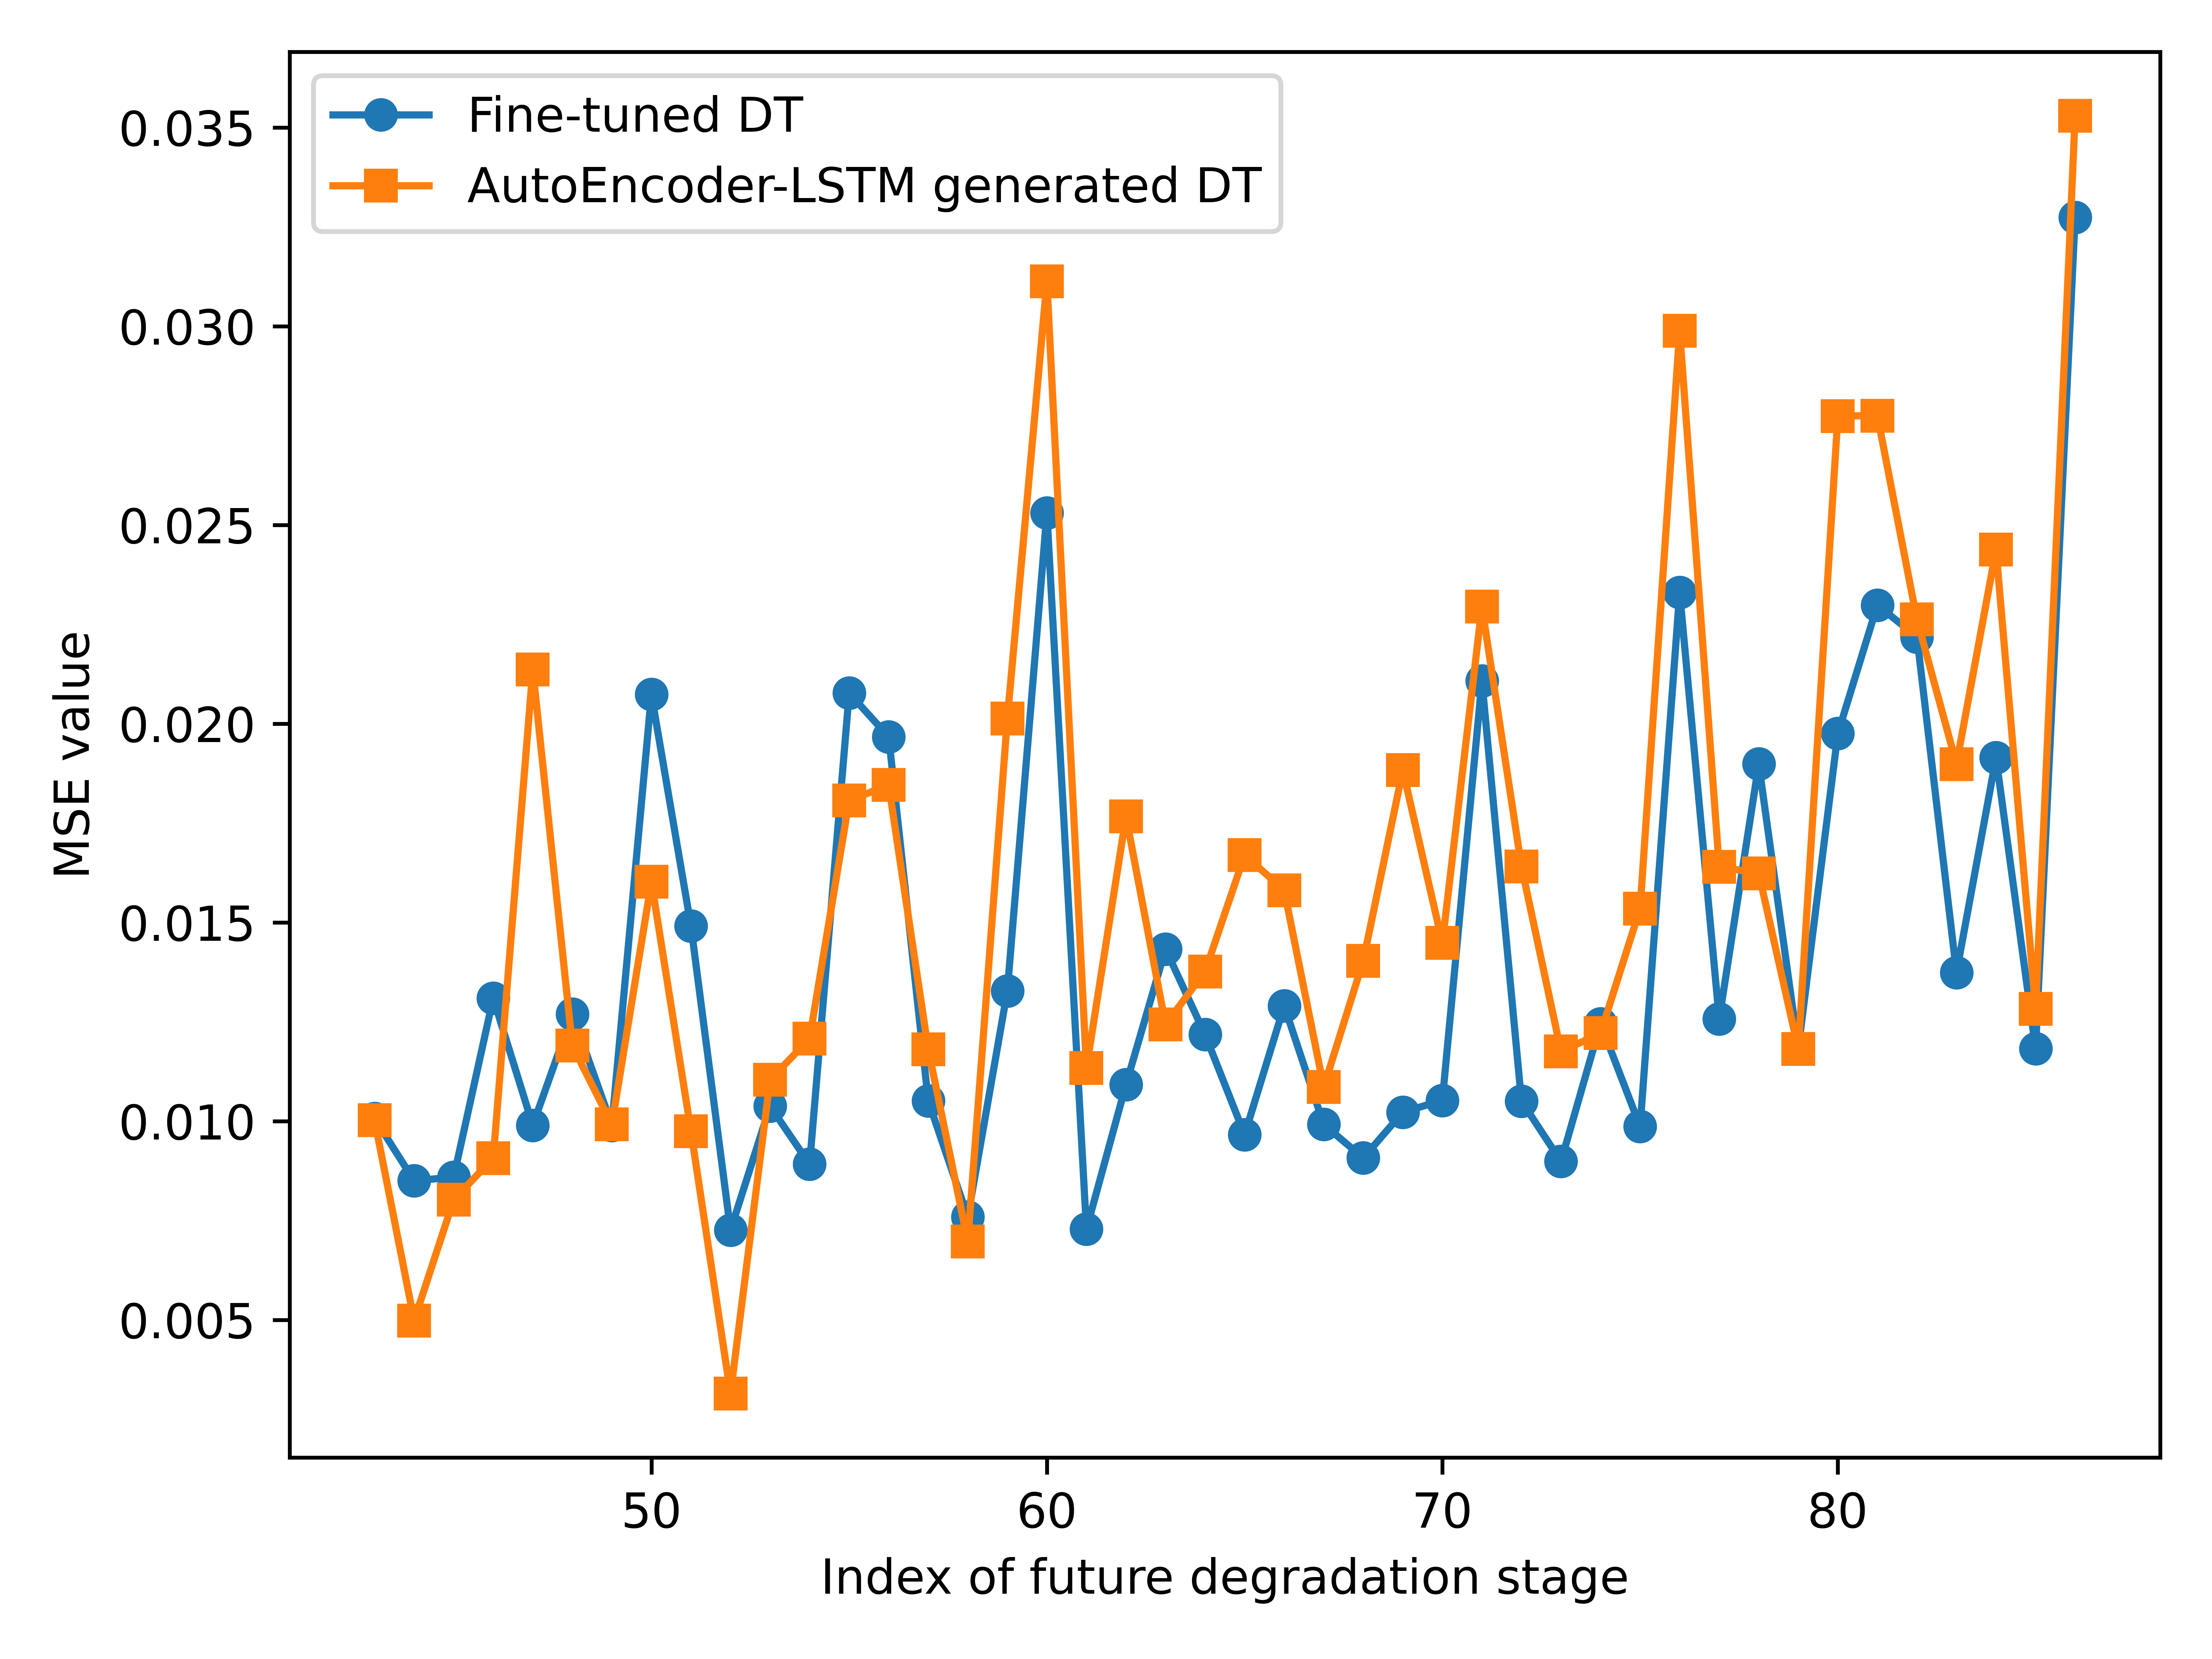 Fine-tuned DT
AutoEncoder-LSTM generated DT
0.035
0.030
0.025
0.020
0.015
0.010
0.005
MSE value
50 60 70 80
Index of future degradation stage